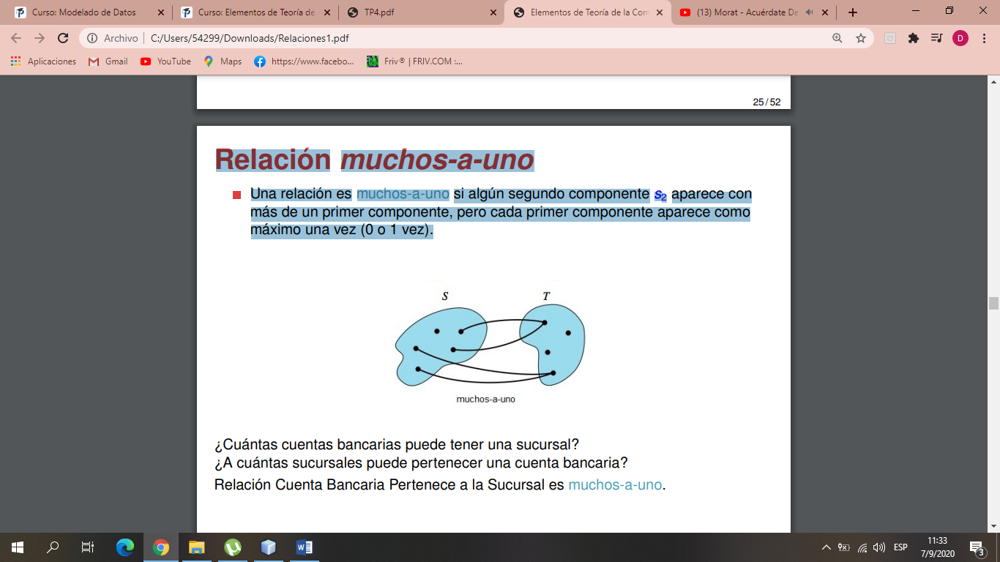 Curso: Modelado de Datos
Curso: Elementos de Teoría de
TP4.pdf
Elementos de Teoría de la Com
(13) Morat - Acuérdate De
Archivo
C:/Users/54299/Downloads/Relaciones1.pdf
D
Aplicaciones
Gmail
YouTube
Maps
https://www.facebo...
Friv® | FRIV.COM :...
25 / 52
Relación muchos-a-uno
Una relación es muchos-a-uno si algún segundo componente s2 aparece con
más de un primer componente, pero cada primer componente aparece como
máximo una vez (0 o 1 vez).
S
T
muchos-a-uno
¿Cuántas cuentas bancarias puede tener una sucursal?
¿A cuántas sucursales puede pertenecer una cuenta bancaria?
Relación Cuenta Bancaria Pertenece a la Sucursal es muchos-a-uno.
ESP
11:33
7/9/2020
3